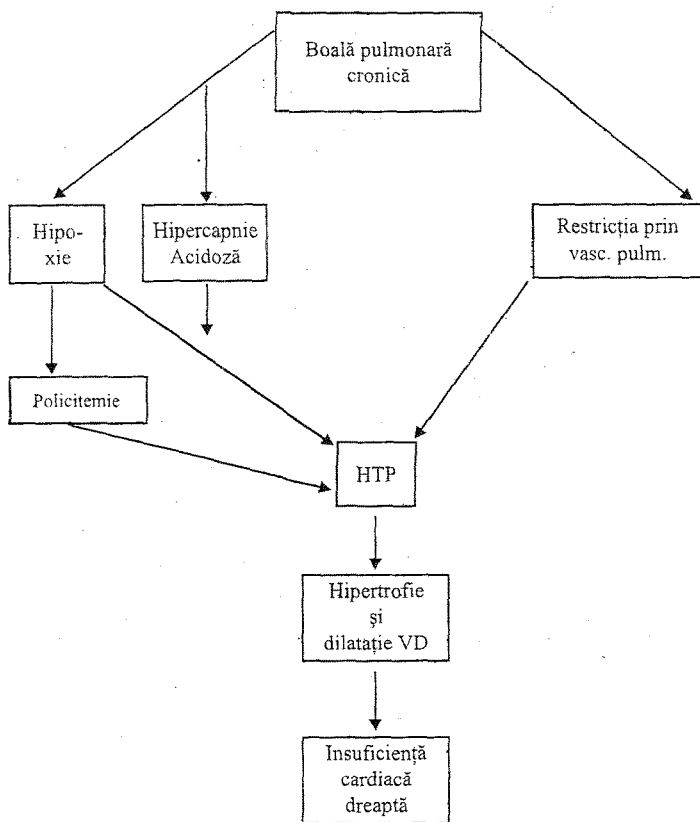 Boală pulmonară
cronică
Hipo-
xie
Hipercapnie
Acidoză
Restricția prin
vasc. pulm.
Policitemie
HTP
Hipertrofie
și
dilatație VD
Insuficiență
cardiacă
dreaptă